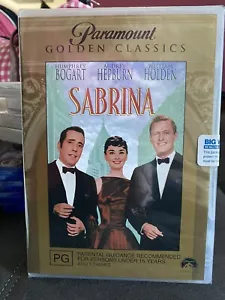 Paramount
GOLDEN CLASSICS
HUMPHREY AUDREY WILLIAM
BOGART HEPBURN HOLDEN
SABRINA
BIG
PG
PARENTAL GUIDANCE RECOMMENDED
FOR PERSONS UNDER 15 YEARS